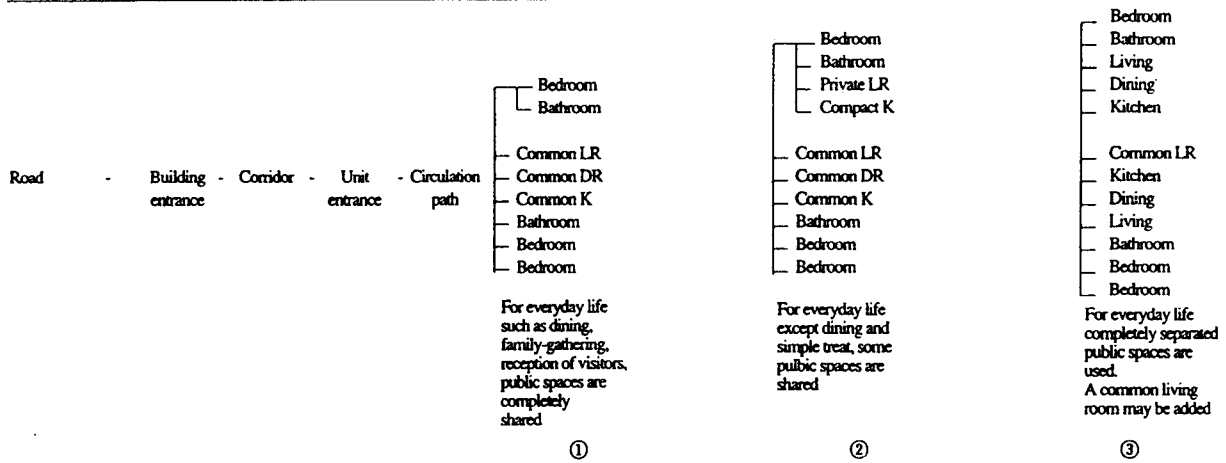 Road - Building entrance - Corridor - Unit entrance - Circulation path
Bedroom
Bathroom
Common LR
Common DR
Common K
Bathroom
Bedroom
Bedroom
For everyday life
such as dining,
family-gathering,
reception of visitors,
public spaces are
completely
shared
①
Bedroom
Bathroom
Private LR
Compact K
Common LR
Common DR
Common K
Bathroom
Bedroom
Bedroom
For everyday life
except dining and
simple treat, some
pulbic spaces are
shared
②
Bedroom
Bathroom
Living
Dining
Kitchen
Common LR
Kitchen
Dining
Living
Bathroom
Bedroom
Bedroom
For everyday life
completely separated
public spaces are
used.
A common living
room may be added
③